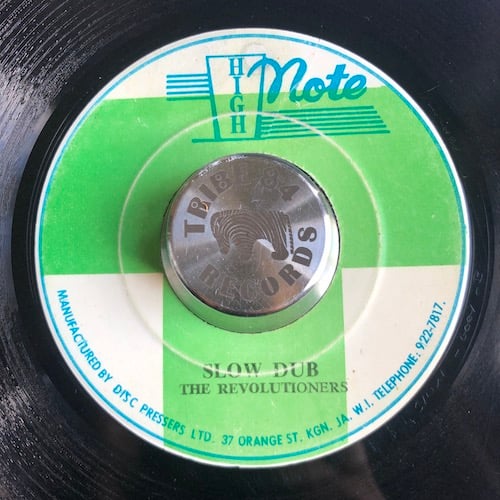 HIGH Note
TRIBE 84
RECORDS
SLOW DUB
THE REVOLUTIONERS
MANUFACTURED BY DISC PRESSERS LTD. 37 ORANGE ST. KGN. JA. W.I. TELEPHONE: 922-7817.